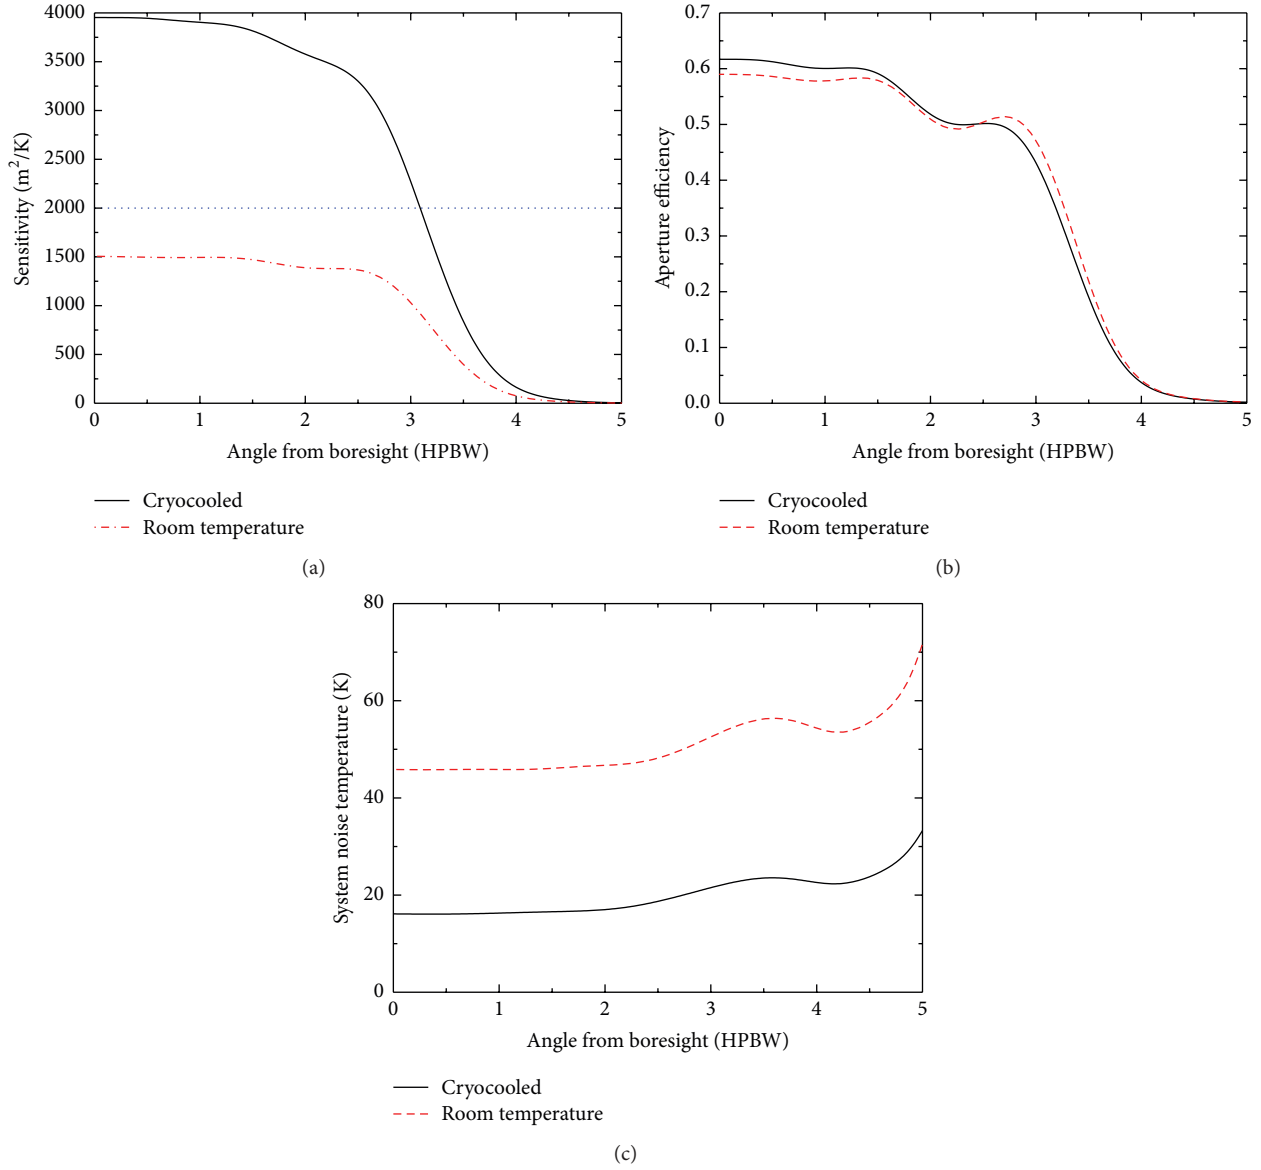 4000
3500
3000
2500
2000
1500
1000
500
0
Sensitivity (m²/K)
0 1 2 3 4 5
Angle from boresight (HPBW)
Cryocooled
Room temperature
(a)
0.7
0.6
0.5
0.4
0.3
0.2
0.1
0.0
Aperture efficiency
0 1 2 3 4 5
Angle from boresight (HPBW)
Cryocooled
Room temperature
(b)
80
60
40
20
0
System noise temperature (K)
0 1 2 3 4 5
Angle from boresight (HPBW)
Cryocooled
Room temperature
(c)